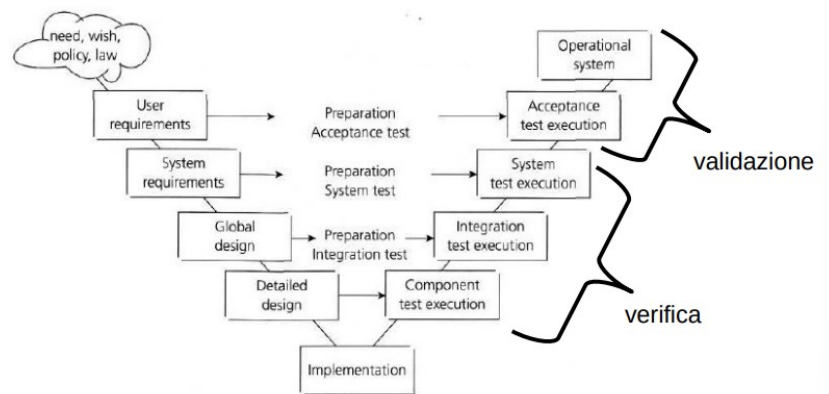 need, wish,
policy, law
Operational
system
User
requirements
Preparation
Acceptance test
Acceptance
test execution
validazione
System
requirements
Preparation
System test
System
test execution
Global
design
Preparation
Integration test
Integration
test execution
Detailed
design
Component
test execution
verifica
Implementation